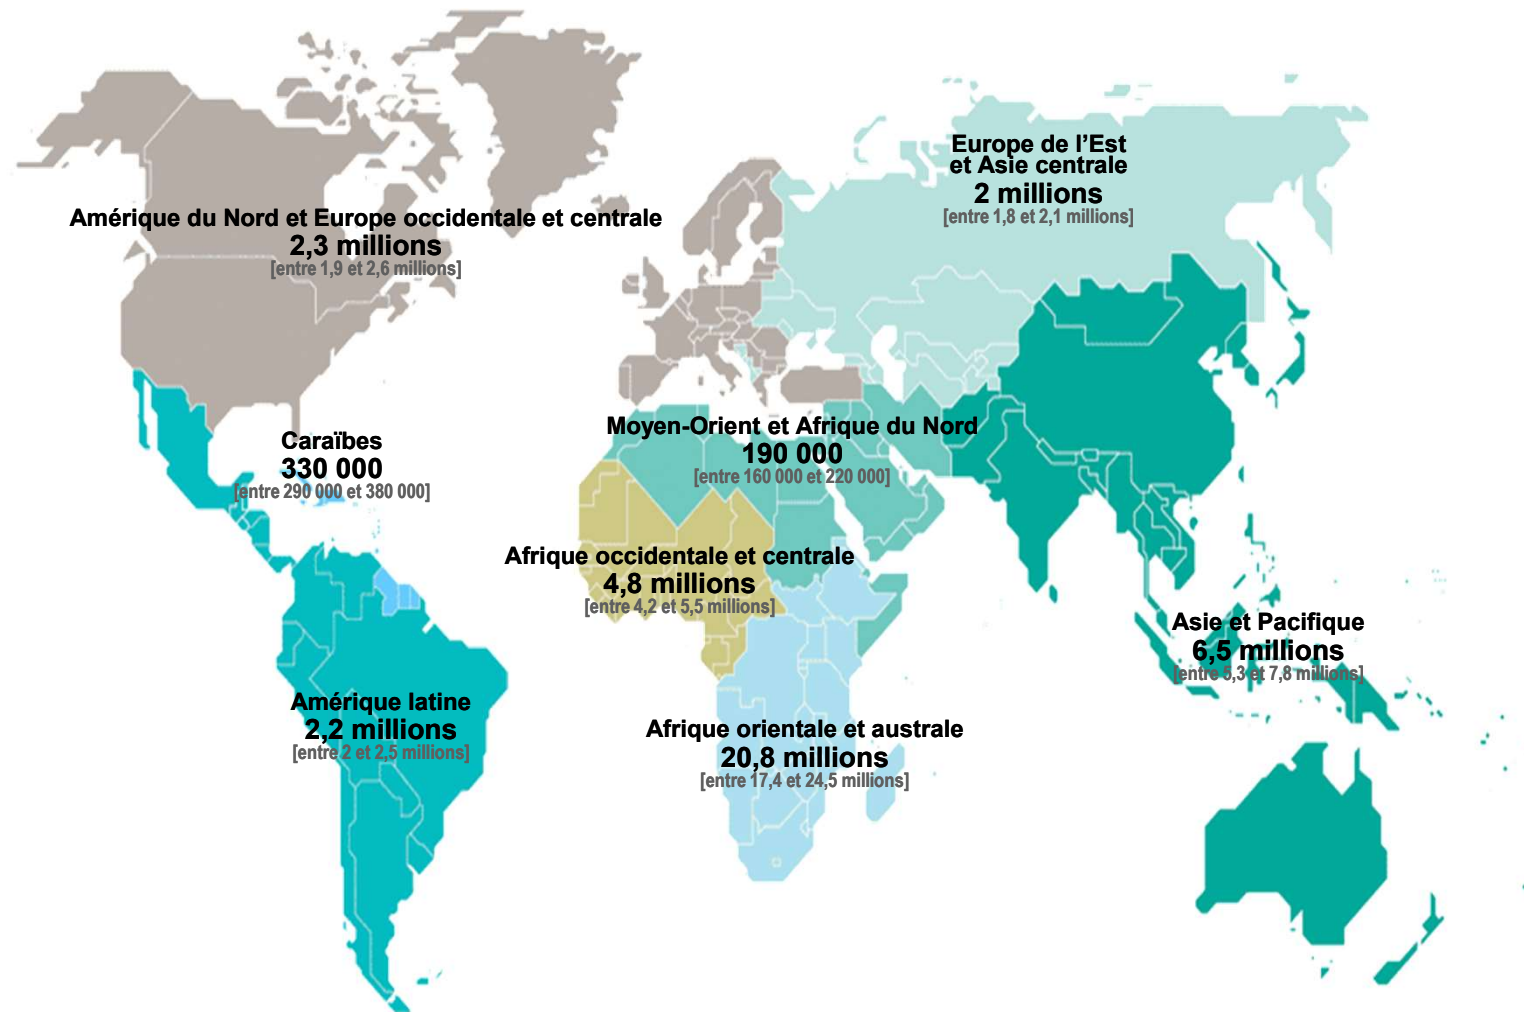 Europe de l’Est
et Asie centrale
2 millions
[entre 1,8 et 2,1 millions]
Amérique du Nord et Europe occidentale et centrale
2,3 millions
[entre 1,9 et 2,6 millions]
Moyen-Orient et Afrique du Nord
190 000
[entre 160 000 et 220 000]
Caraïbes
330 000
[entre 290 000 et 380 000]
Afrique occidentale et centrale
4,8 millions
[entre 4,2 et 5,5 millions]
Asie et Pacifique
6,5 millions
[entre 5,3 et 7,8 millions]
Amérique latine
2,2 millions
[entre 2 et 2,5 millions]
Afrique orientale et australe
20,8 millions
[entre 17,4 et 24,5 millions]